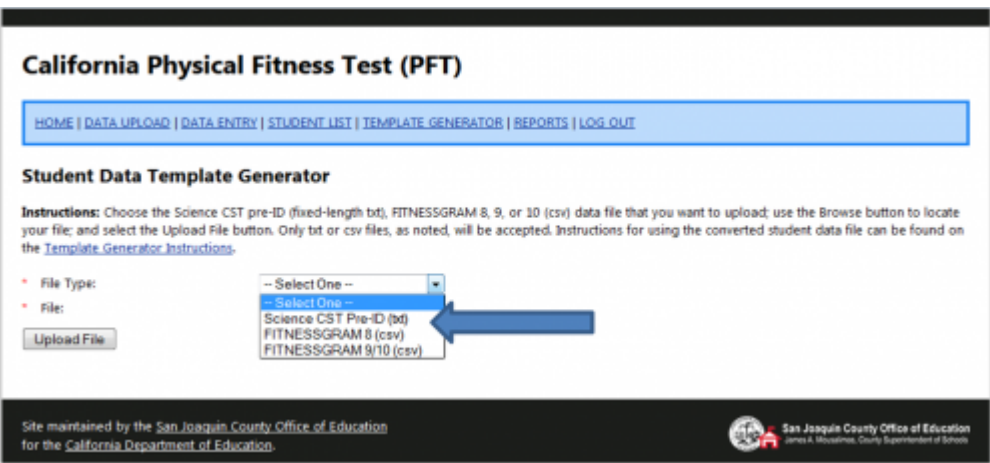 California Physical Fitness Test (PFT)
HOME | DATA UPLOAD | DATA ENTRY | STUDENT LIST | TEMPLATE GENERATOR | REPORTS | LOG OUT
Student Data Template Generator
Instructions: Choose the Science CST pre-ID (fixed-length txt), FITNESSGRAM 8, 9, or 10 (csv) data file that you want to upload; use the Browse button to locate
your file; and select the Upload File button. Only txt or csv files, as noted, will be accepted. Instructions for using the converted student data file can be found on
the Template Generator Instructions.
* File Type: -- Select One --
-- Select One --
* File:
Science CST Pre-ID (txt)
FITNESSGRAM 8 (csv)
Upload File
FITNESSGRAM 9/10 (csv)
Site maintained by the San Joaquin County Office of Education
for the California Department of Education.
San Joaquin County Office of Education
James A. Mousalimas, County Superintendent of Schools